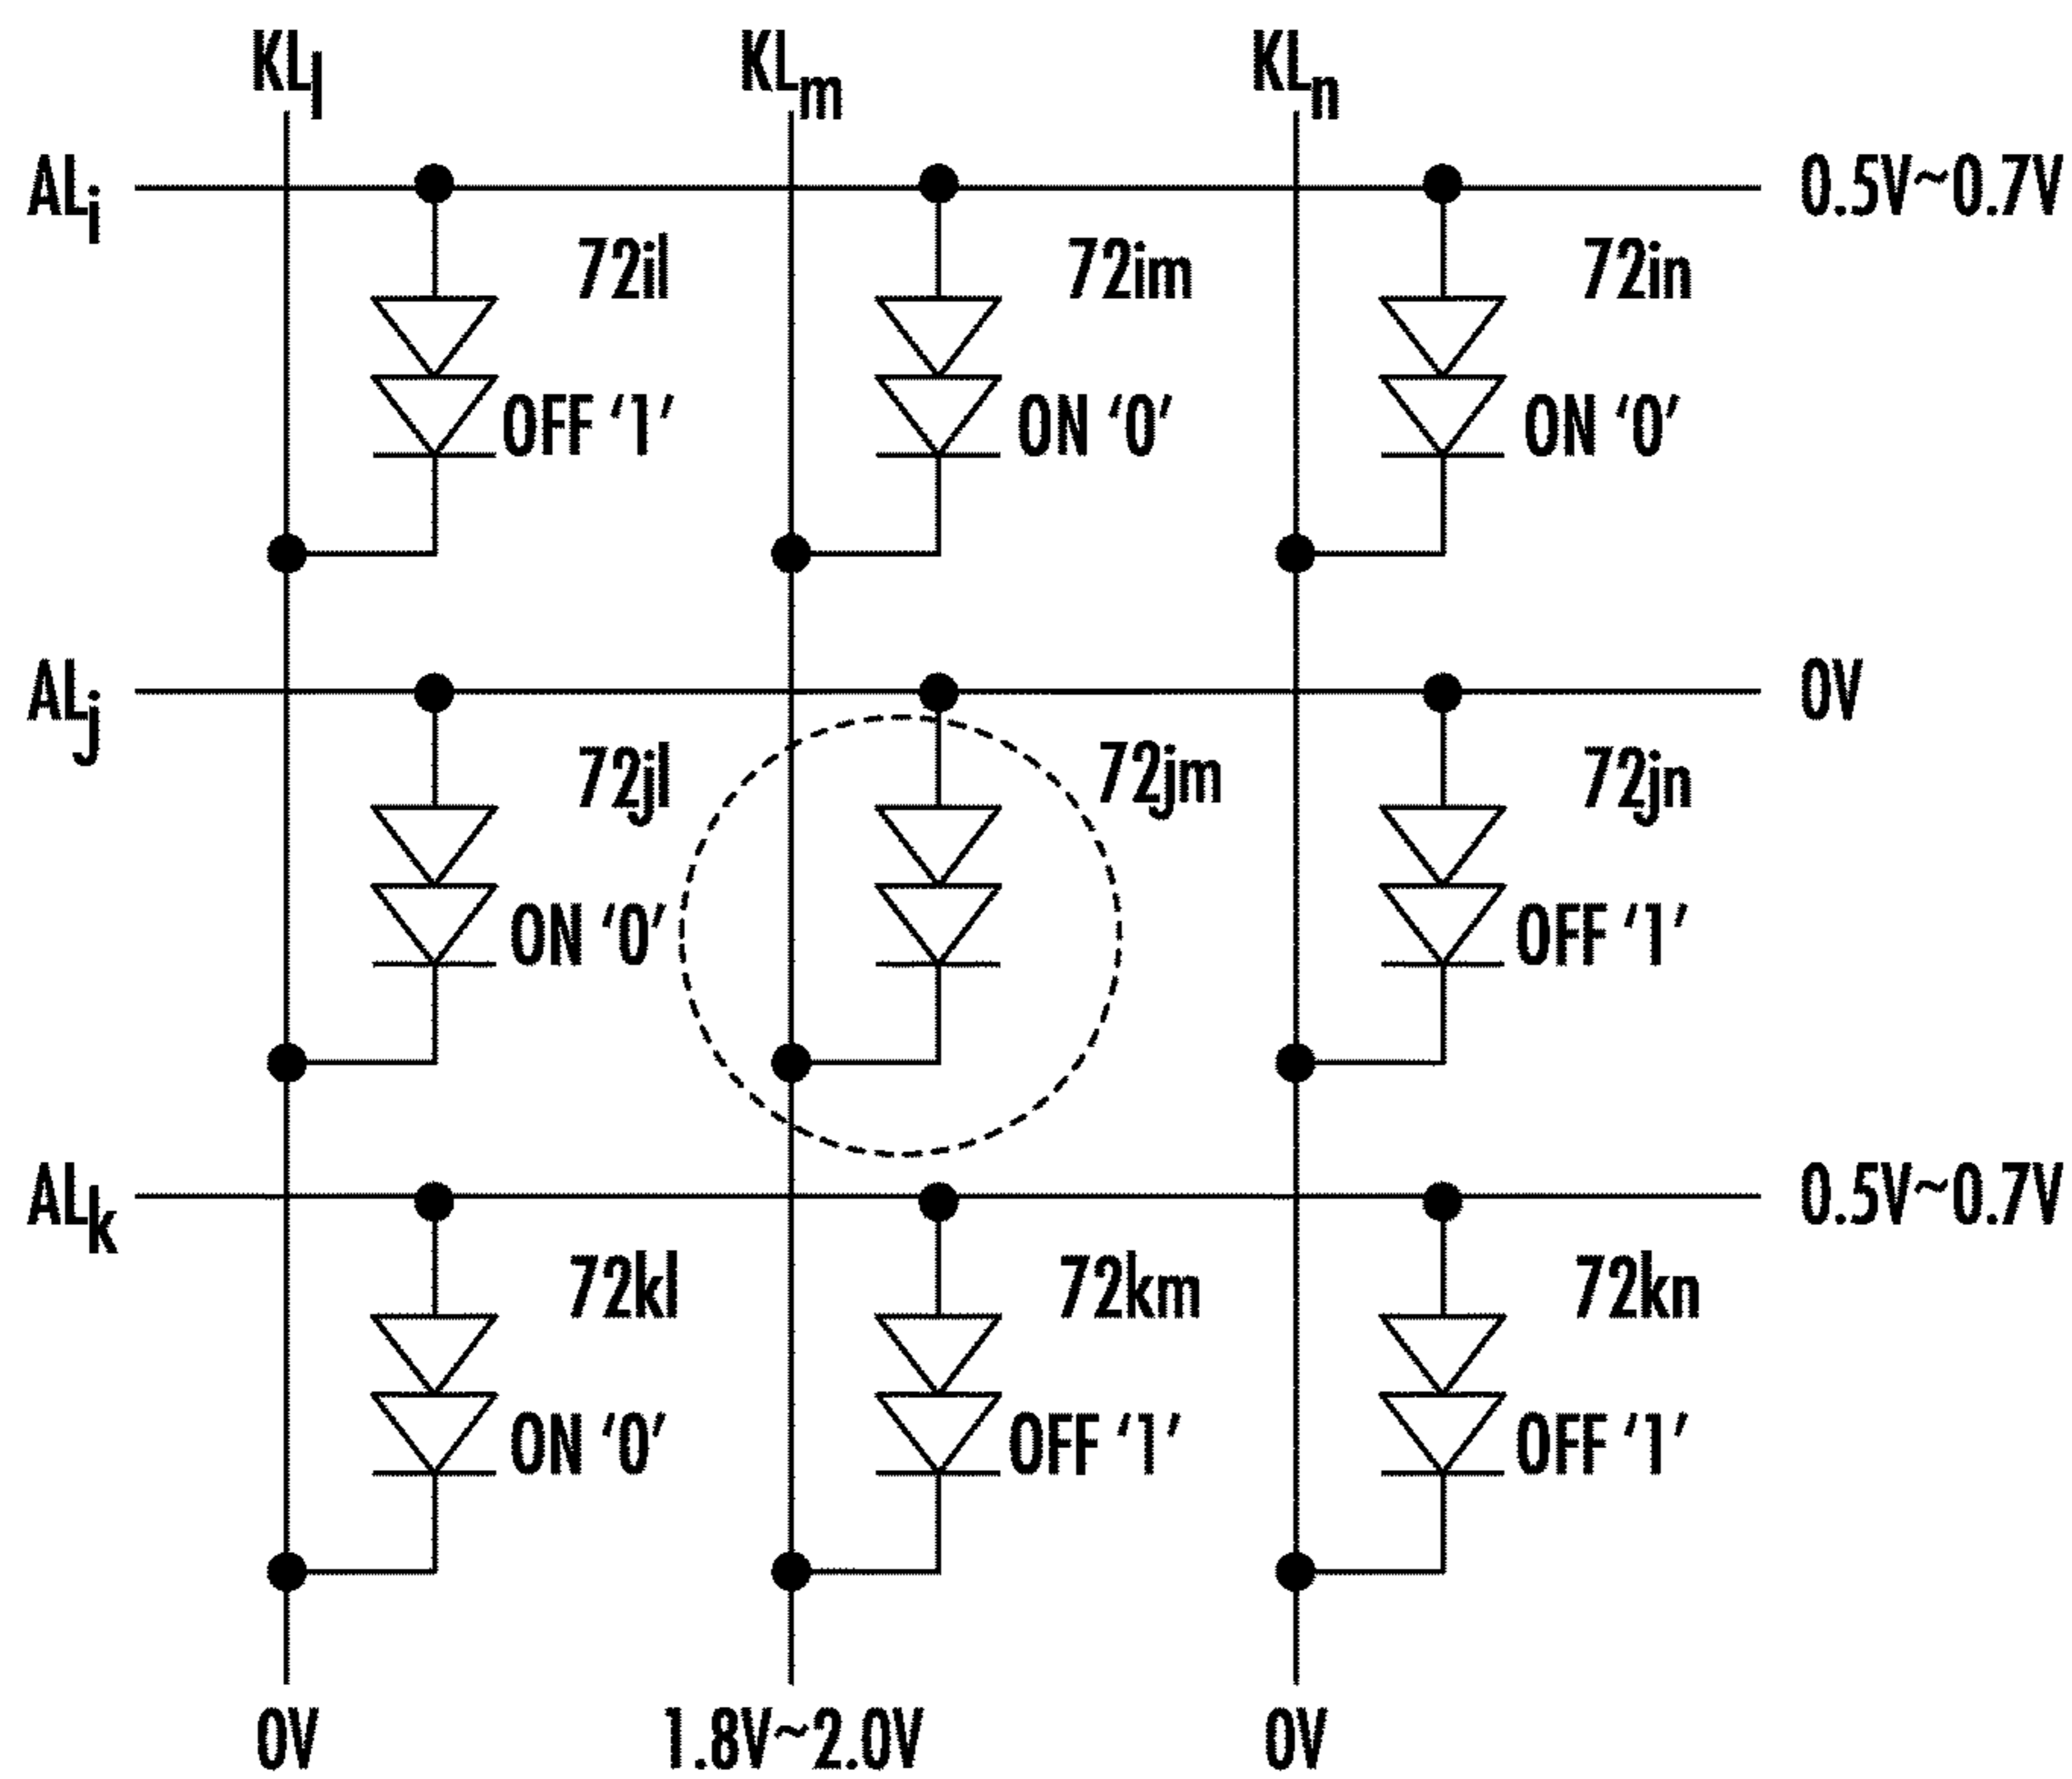 KLl KLm KLn
ALi 0.5V~0.7V
72il 72im 72in
OFF '1' ON '0' ON '0'
ALj 0V
72jl 72jm 72jn
ON '0' OFF '1'
ALk 0.5V~0.7V
72kl 72km 72kn
ON '0' OFF '1' OFF '1'
0V 1.8V~2.0V 0V